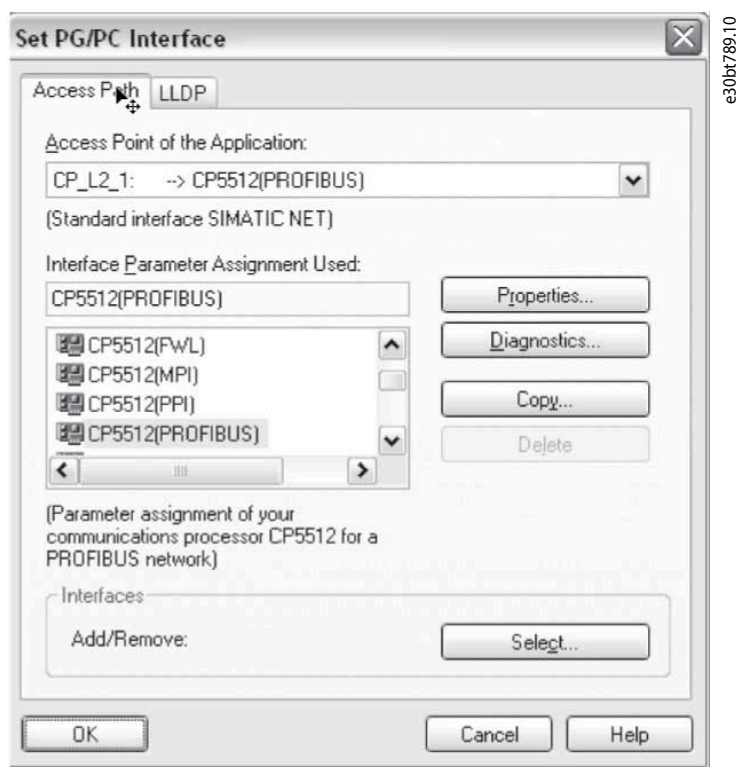 Set PG/PC Interface
e30bt789.10
Access Path LLDP
Access Point of the Application:
CP_L2_1: --> CP5512(PROFIBUS)
(Standard interface SIMATIC NET)
Interface Parameter Assignment Used:
CP5512(PROFIBUS)
Properties...
CP5512(FWL)
Diagnostics...
CP5512(MPI)
CP5512(PPI)
Copy...
CP5512(PROFIBUS)
Delete
(Parameter assignment of your
communications processor CP5512 for a
PROFIBUS network)
Interfaces
Add/Remove:
Select...
OK Cancel Help